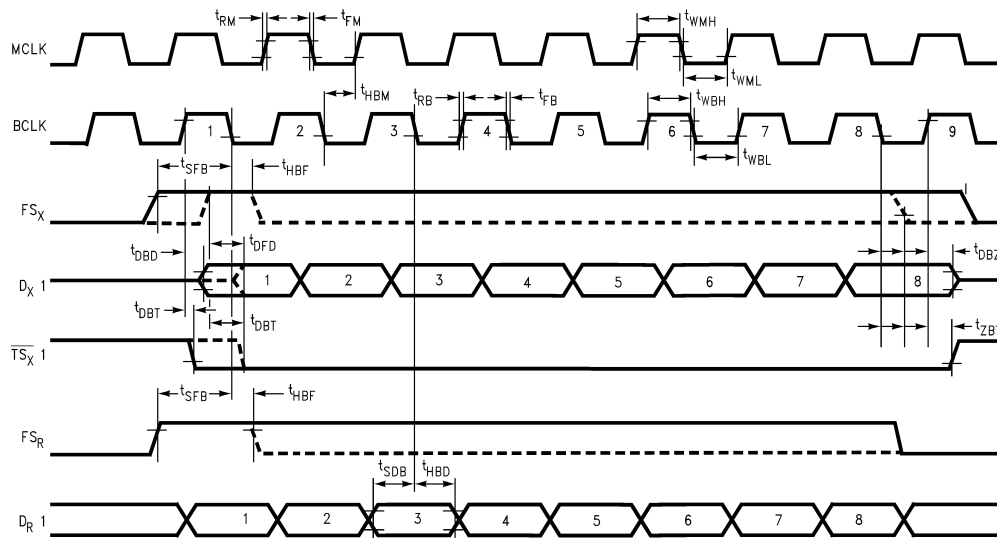 tRM tFM tWMH
MCLK
tHBM tWML
tRB tFB tWBH
BCLK 1 2 3 4 5 6 7 8 9
tSFB tHBF tWBL
FSX
tDBD tDFD tDBZ
DX 1 1 2 3 4 5 6 7 8
tDBT tDBT tZBT
TSX 1
tSFB tHBF
FSR
tSDB tHBD
DR 1 1 2 3 4 5 6 7 8